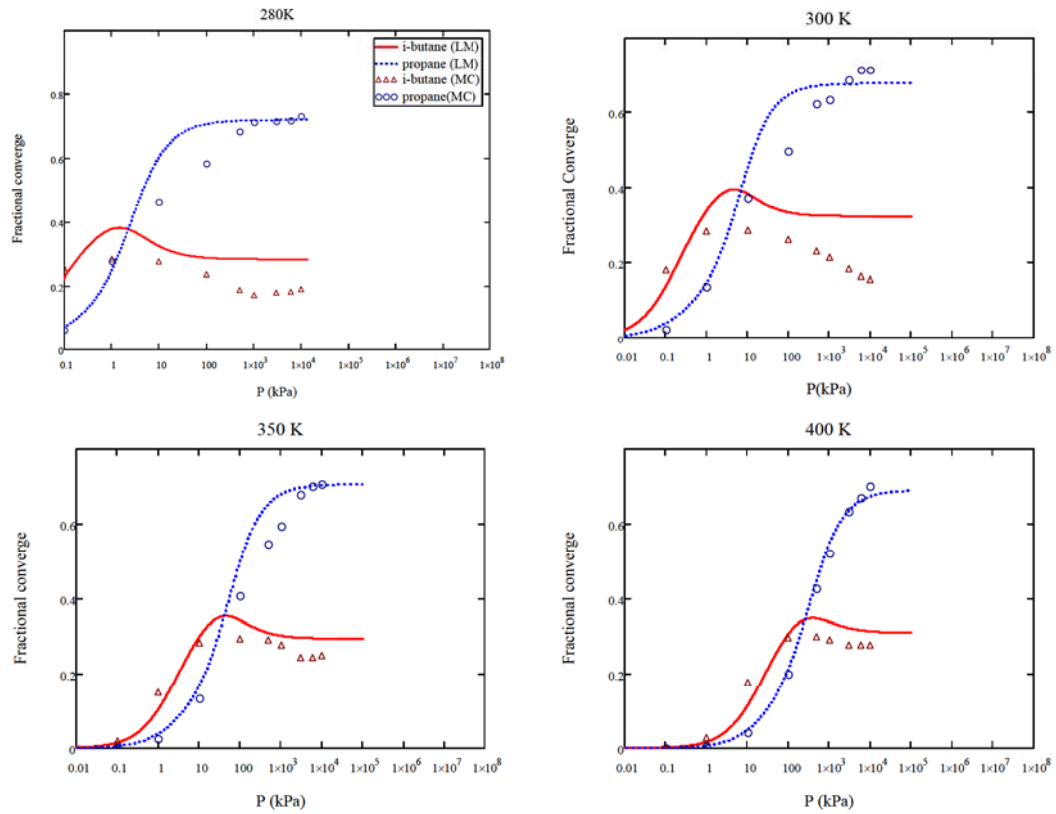 280K
Fractional converge
0.8
0.6
0.4
0.2
0
i-butane (LM)
propane (LM)
i-butane (MC)
propane(MC)
0.1 1 10 100 1×10³ 1×10⁴ 1×10⁵ 1×10⁶ 1×10⁷ 1×10⁸
P (kPa)
300 K
Fractional Converge
0.6
0.4
0.2
0
0.01 0.1 1 10 100 1×10³ 1×10⁴ 1×10⁵ 1×10⁶ 1×10⁷ 1×10⁸
P(kPa)
350 K
Fractional converge
0.6
0.4
0.2
0
0.01 0.1 1 10 100 1×10³ 1×10⁴ 1×10⁵ 1×10⁶ 1×10⁷ 1×10⁸
P (kPa)
400 K
Fractional converge
0.6
0.4
0.2
0
0.01 0.1 1 10 100 1×10³ 1×10⁴ 1×10⁵ 1×10⁶ 1×10⁷ 1×10⁸
P (kPa)